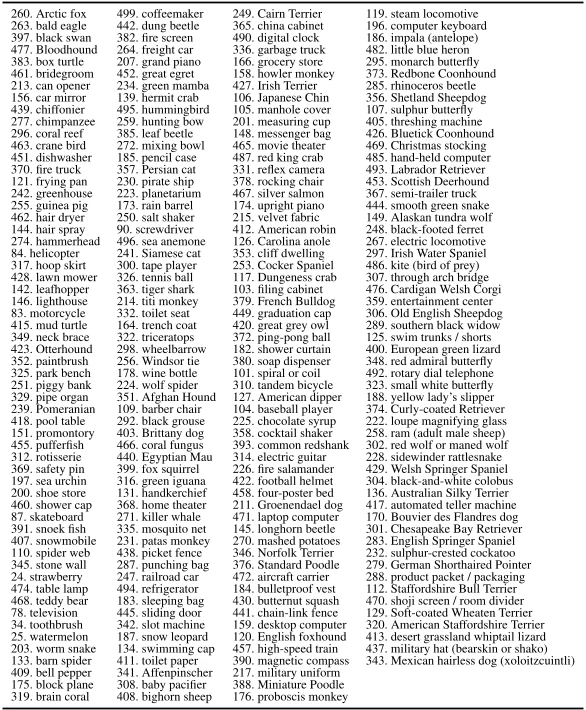 260. Arctic fox
263. bald eagle
397. black swan
477. Bloodhound
383. box turtle
461. bridegroom
213. can opener
156. car mirror
439. chiffonier
277. chimpanzee
296. coral reef
463. crane bird
451. dishwasher
370. fire truck
121. frying pan
242. greenhouse
255. guinea pig
462. hair dryer
144. hair spray
274. hammerhead
84. helicopter
317. hoop skirt
428. lawn mower
142. leafhopper
146. lighthouse
83. motorcycle
415. mud turtle
349. neck brace
423. Otterhound
352. paintbrush
325. park bench
251. piggy bank
329. pipe organ
239. Pomeranian
418. pool table
151. promontory
455. pufferfish
312. rotisserie
369. safety pin
197. sea urchin
200. shoe store
460. shower cap
87. skateboard
391. snoek fish
407. snowmobile
110. spider web
345. stone wall
24. strawberry
474. table lamp
468. teddy bear
78. television
34. toothbrush
25. watermelon
203. worm snake
133. barn spider
409. bell pepper
175. block plane
319. brain coral
499. coffeemaker
442. dung beetle
382. fire screen
264. freight car
207. grand piano
452. great egret
234. green mamba
139. hermit crab
495. hummingbird
259. hunting bow
385. leaf beetle
272. mixing bowl
185. pencil case
357. Persian cat
230. pirate ship
223. planetarium
173. rain barrel
250. salt shaker
90. screwdriver
496. sea anemone
241. Siamese cat
300. tape player
326. tennis ball
363. tiger shark
214. titi monkey
332. toilet seat
164. trench coat
322. triceratops
298. wheelbarrow
256. Windsor tie
178. wine bottle
224. wolf spider
351. Afghan Hound
109. barber chair
292. black grouse
403. Brittany dog
466. coral fungus
440. Egyptian Mau
399. fox squirrel
316. green iguana
131. handkerchief
368. home theater
271. killer whale
335. mosquito net
231. patas monkey
438. picket fence
287. punching bag
247. railroad car
494. refrigerator
183. sleeping bag
445. sliding door
342. slot machine
187. snow leopard
134. swimming cap
411. toilet paper
341. Affenpinscher
308. baby pacifier
408. bighorn sheep
249. Cairn Terrier
365. china cabinet
490. digital clock
336. garbage truck
166. grocery store
158. howler monkey
427. Irish Terrier
106. Japanese Chin
105. manhole cover
201. measuring cup
148. messenger bag
465. movie theater
487. red king crab
331. reflex camera
378. rocking chair
467. silver salmon
174. upright piano
215. velvet fabric
412. American robin
126. Carolina anole
353. cliff dwelling
253. Cocker Spaniel
117. Dungeness crab
103. filing cabinet
379. French Bulldog
449. graduation cap
420. great grey owl
372. ping-pong ball
182. shower curtain
380. soap dispenser
101. spiral or coil
310. tandem bicycle
127. American dipper
104. baseball player
225. chocolate syrup
358. cocktail shaker
393. common redshank
314. electric guitar
226. fire salamander
422. football helmet
458. four-poster bed
211. Groenendael dog
471. laptop computer
145. longhorn beetle
270. mashed potatoes
346. Norfolk Terrier
376. Standard Poodle
472. aircraft carrier
184. bulletproof vest
430. butternut squash
441. chain-link fence
159. desktop computer
120. English foxhound
457. high-speed train
390. magnetic compass
217. military uniform
388. Miniature Poodle
176. proboscis monkey
119. steam locomotive
196. computer keyboard
186. impala (antelope)
482. little blue heron
295. monarch butterfly
373. Redbone Coonhound
285. rhinoceros beetle
356. Shetland Sheepdog
107. sulphur butterfly
405. threshing machine
426. Bluetick Coonhound
469. Christmas stocking
485. hand-held computer
493. Labrador Retriever
453. Scottish Deerhound
367. semi-trailer truck
444. smooth green snake
149. Alaskan tundra wolf
248. black-footed ferret
267. electric locomotive
297. Irish Water Spaniel
486. kite (bird of prey)
307. through arch bridge
476. Cardigan Welsh Corgi
359. entertainment center
306. Old English Sheepdog
289. southern black widow
125. swim trunks / shorts
400. European green lizard
348. red admiral butterfly
492. rotary dial telephone
323. small white butterfly
188. yellow lady's slipper
374. Curly-coated Retriever
222. loupe magnifying glass
258. ram (adult male sheep)
302. red wolf or maned wolf
228. sidewinder rattlesnake
429. Welsh Springer Spaniel
304. black-and-white colobus
136. Australian Silky Terrier
417. automated teller machine
170. Bouvier des Flandres dog
301. Chesapeake Bay Retriever
283. English Springer Spaniel
232. sulphur-crested cockatoo
279. German Shorthaired Pointer
288. product packet / packaging
112. Staffordshire Bull Terrier
470. shoji screen / room divider
129. Soft-coated Wheaten Terrier
320. American Staffordshire Terrier
413. desert grassland whiptail lizard
437. military hat (bearskin or shako)
343. Mexican hairless dog (xoloitzcuintli)